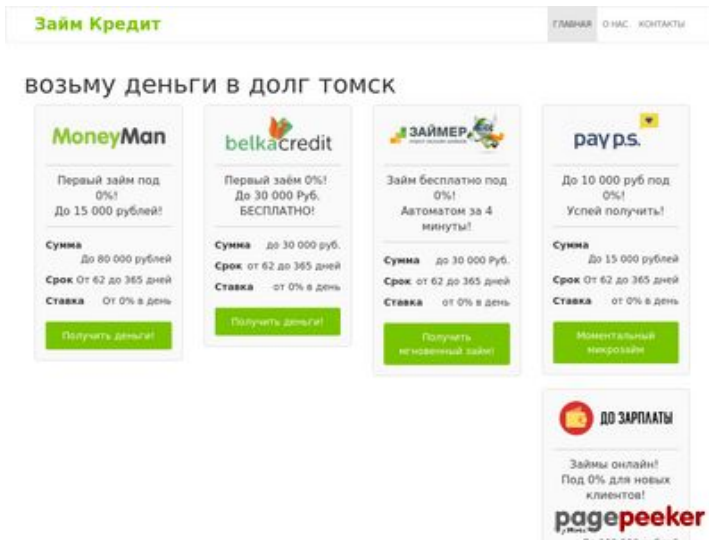 Займ Кредит
ГЛАВНАЯ О НАС КОНТАКТЫ
возьму деньги в долг томск
MoneyMan
Первый займ под
0%!
До 15 000 рублей!
Сумма
До 80 000 рублей
Срок От 62 до 365 дней
Ставка От 0% в день
Получить деньги!
belkacredit
Первый заём 0%!
До 30 000 Руб.
БЕСПЛАТНО!
Сумма до 30 000 руб.
Срок от 62 до 365 дней
Ставка от 0% в день
Получить деньги!
ЗАЙМЕР
Займ бесплатно под
0%!
Автоматом за 4
минуты!
Сумма до 30 000 Руб.
Срок от 62 до 365 дней
Ставка от 0% в день
Получить
мгновенный займ!
pay p.s.
До 10 000 руб под
0%!
Успей получить!
Сумма
До 15 000 рублей
Срок От 62 до 365 дней
Ставка От 0% в день
Моментальный
микрозайм
ДО ЗАРПЛАТЫ
Займы онлайн!
Под 0% для новых
клиентов!
pagepeeker